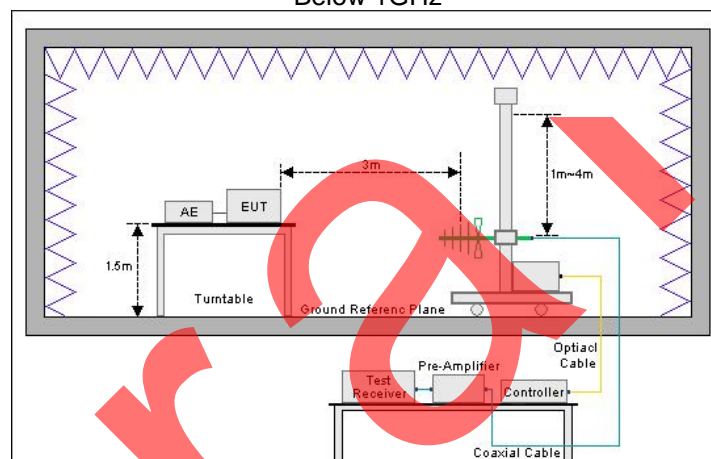 Below 1GHz
3m
1m~4m
AE
EUT
1.5m
Turntable
Ground Referenc Plane
Optiacl
Cable
Pre-Amplifier
Test
Receiver
Controller
Coaxial Cable